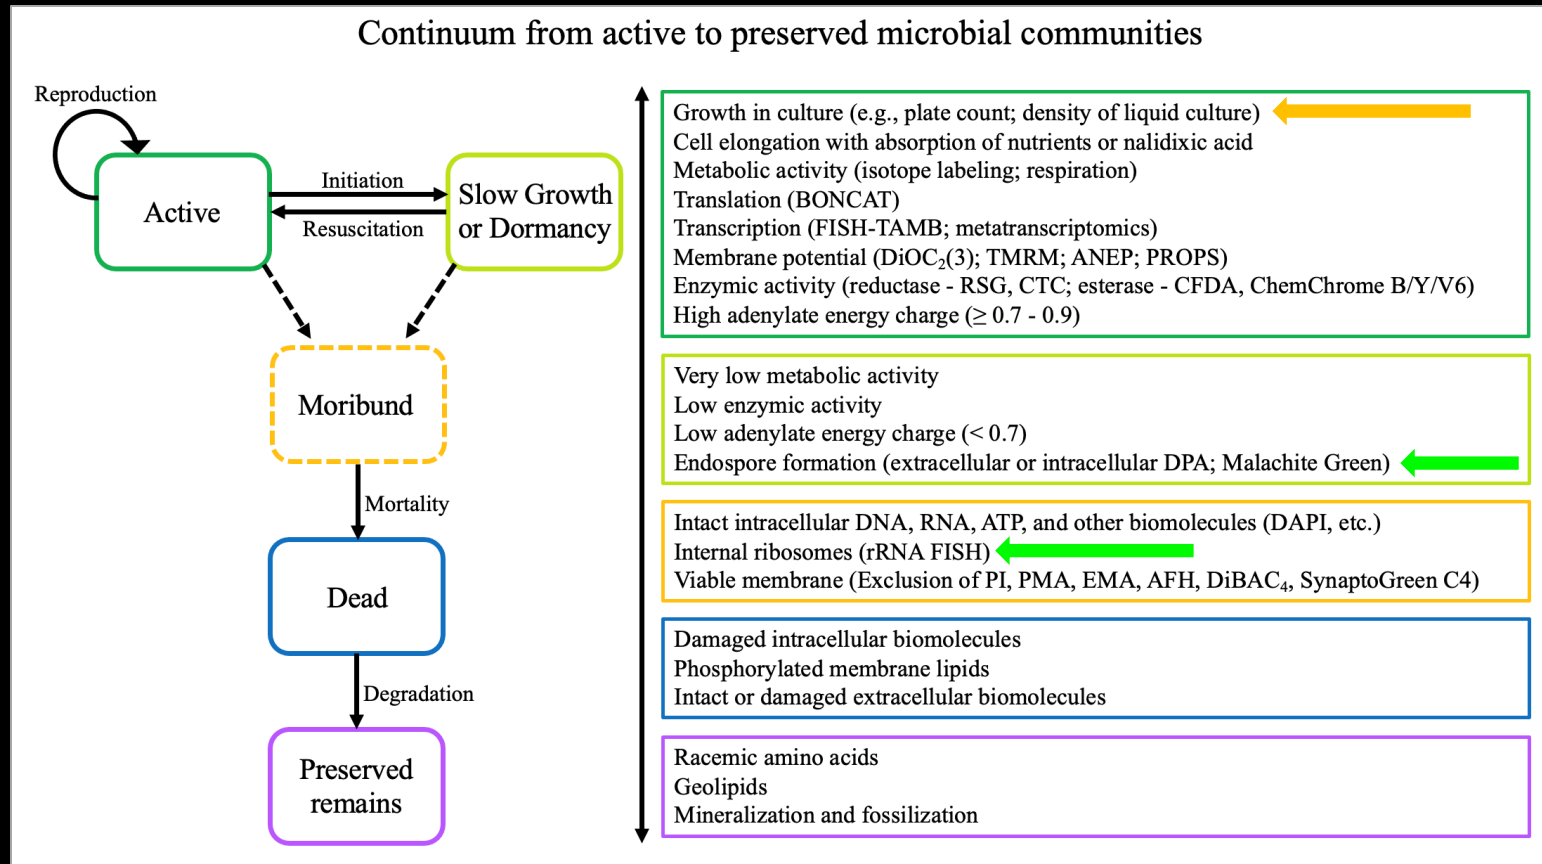 Continuum from active to preserved microbial communities
Reproduction
Active
Initiation
Resuscitation
Slow Growth
or Dormancy
Moribund
Mortality
Dead
Degradation
Preserved
remains
Growth in culture (e.g., plate count; density of liquid culture)
Cell elongation with absorption of nutrients or nalidixic acid
Metabolic activity (isotope labeling; respiration)
Translation (BONCAT)
Transcription (FISH-TAMB; metatranscriptomics)
Membrane potential (DiOC₂(3); TMRM; ANEP; PROPS)
Enzymic activity (reductase - RSG, CTC; esterase - CFDA, ChemChrome B/Y/V6)
High adenylate energy charge (≥ 0.7 - 0.9)
Very low metabolic activity
Low enzymic activity
Low adenylate energy charge (< 0.7)
Endospore formation (extracellular or intracellular DPA; Malachite Green)
Intact intracellular DNA, RNA, ATP, and other biomolecules (DAPI, etc.)
Internal ribosomes (rRNA FISH)
Viable membrane (Exclusion of PI, PMA, EMA, AFH, DiBAC₄, SynaptoGreen C4)
Damaged intracellular biomolecules
Phosphorylated membrane lipids
Intact or damaged extracellular biomolecules
Racemic amino acids
Geolipids
Mineralization and fossilization